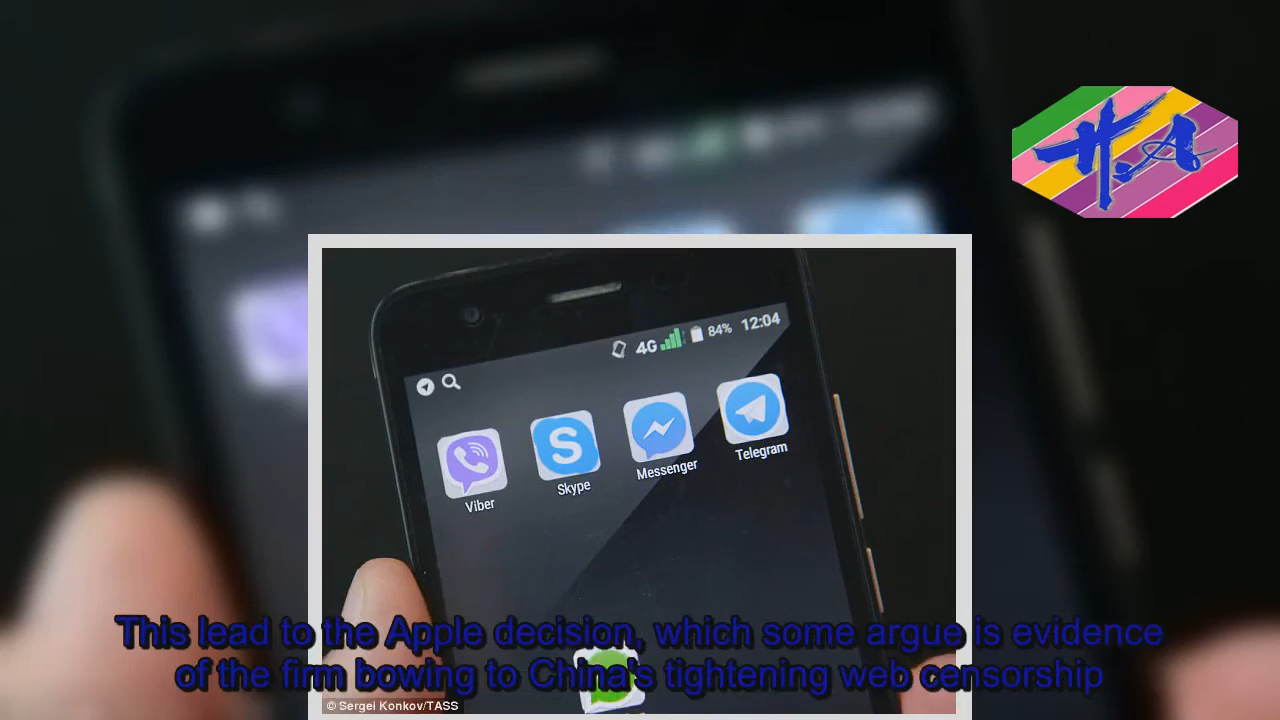 H.A
4G 84% 12:04
Viber Skype Messenger Telegram
This lead to the Apple decision, which some argue is evidence
of the firm bowing to China's tightening web censorship
© Sergei Konkov/TASS